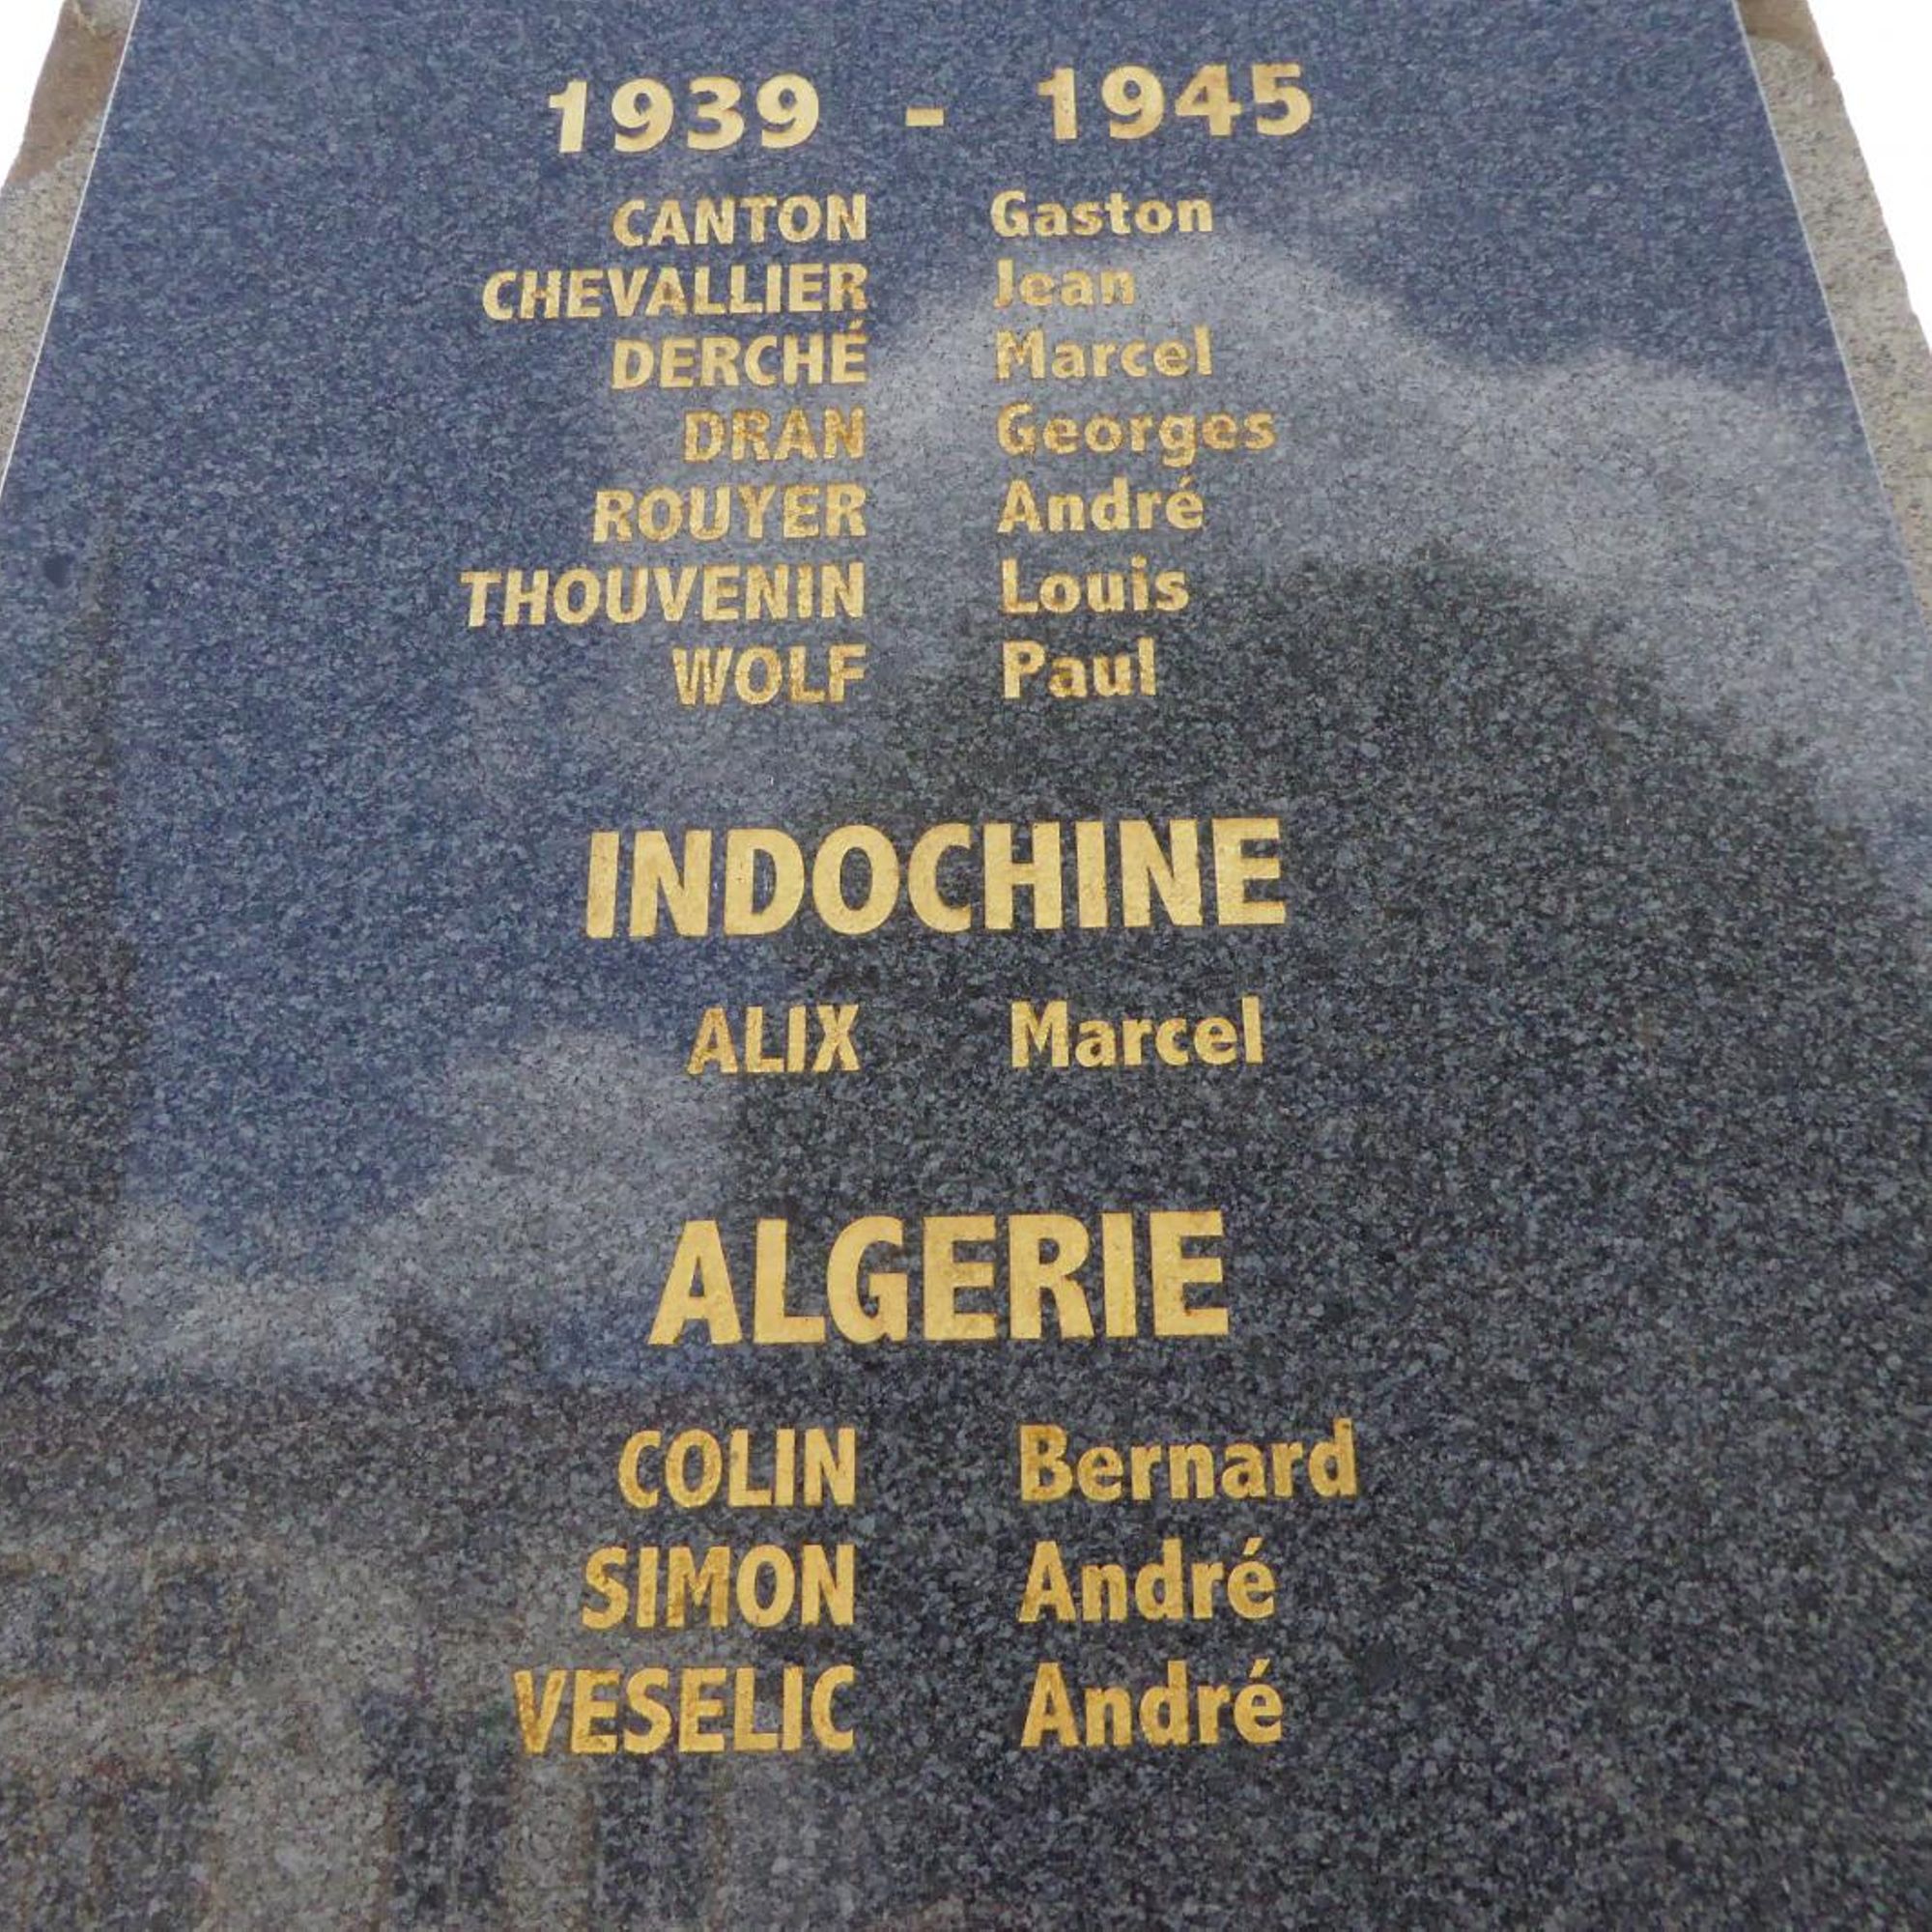 1939 - 1945
CANTON Gaston
CHEVALLIER Jean
DERCHÉ Marcel
DRAN Georges
ROUYER André
THOUVENIN Louis
WOLF Paul
INDOCHINE
ALIX Marcel
ALGERIE
COLIN Bernard
SIMON André
VESELIC André